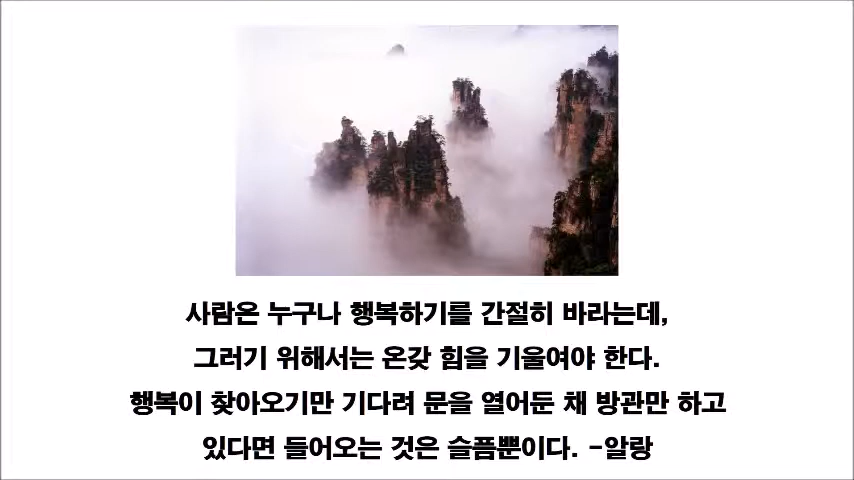 사람은 누구나 행복하기를 간절히 바라는데,
그러기 위해서는 온갖 힘을 기울여야 한다.
행복이 찾아오기만 기다려 문을 열어둔 채 방관만 하고
있다면 들어오는 것은 슬픔뿐이다. -알랑